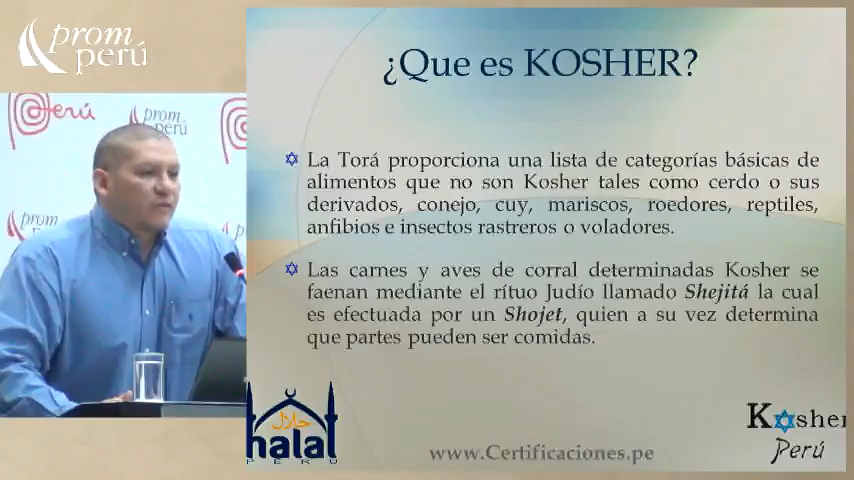 prom
perú
Perú
prom
perú
prom
¿Que es KOSHER?
La Torá proporciona una lista de categorías básicas de
alimentos que no son Kosher tales como cerdo o sus
derivados, conejo, cuy, mariscos, roedores, reptiles,
anfibios e insectos rastreros o voladores.
Las carnes y aves de corral determinadas Kosher se
faenan mediante el rítuo Judío llamado Shejitá la cual
es efectuada por un Shojet, quien a su vez determina
que partes pueden ser comidas.
حلال
halal
PERU
www.Certificaciones.pe
Kosher
Perú